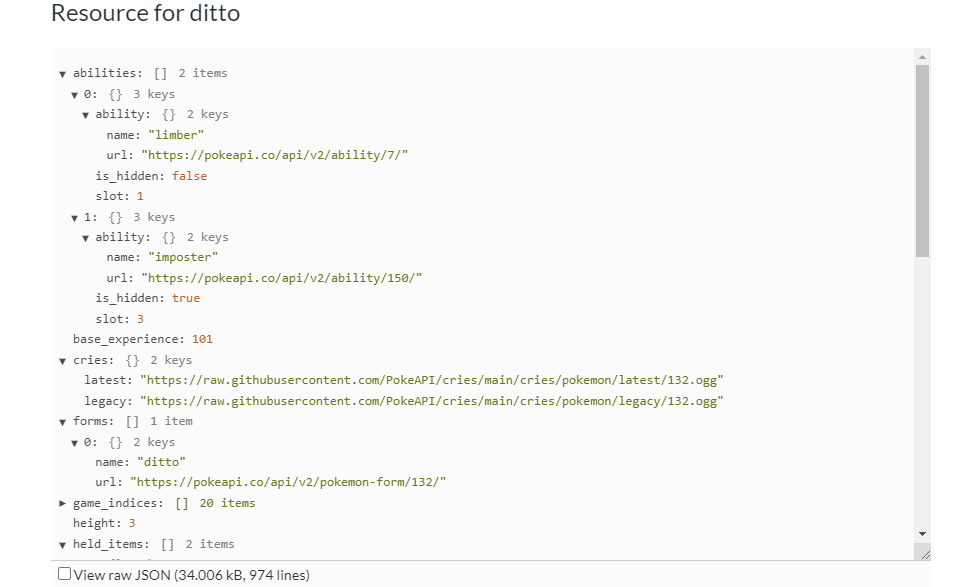 Resource for ditto
▼ abilities: [] 2 items
▼ 0: {} 3 keys
▼ ability: {} 2 keys
name: "limber"
url: "https://pokeapi.co/api/v2/ability/7/"
is_hidden: false
slot: 1
▼ 1: {} 3 keys
▼ ability: {} 2 keys
name: "imposter"
url: "https://pokeapi.co/api/v2/ability/150/"
is_hidden: true
slot: 3
base_experience: 101
▼ cries: {} 2 keys
latest: "https://raw.githubusercontent.com/PokeAPI/cries/main/cries/pokemon/latest/132.ogg"
legacy: "https://raw.githubusercontent.com/PokeAPI/cries/main/cries/pokemon/legacy/132.ogg"
▼ forms: [] 1 item
▼ 0: {} 2 keys
name: "ditto"
url: "https://pokeapi.co/api/v2/pokemon-form/132/"
► game_indices: [] 20 items
height: 3
▼ held_items: [] 2 items
View raw JSON (34.006 kB, 974 lines)